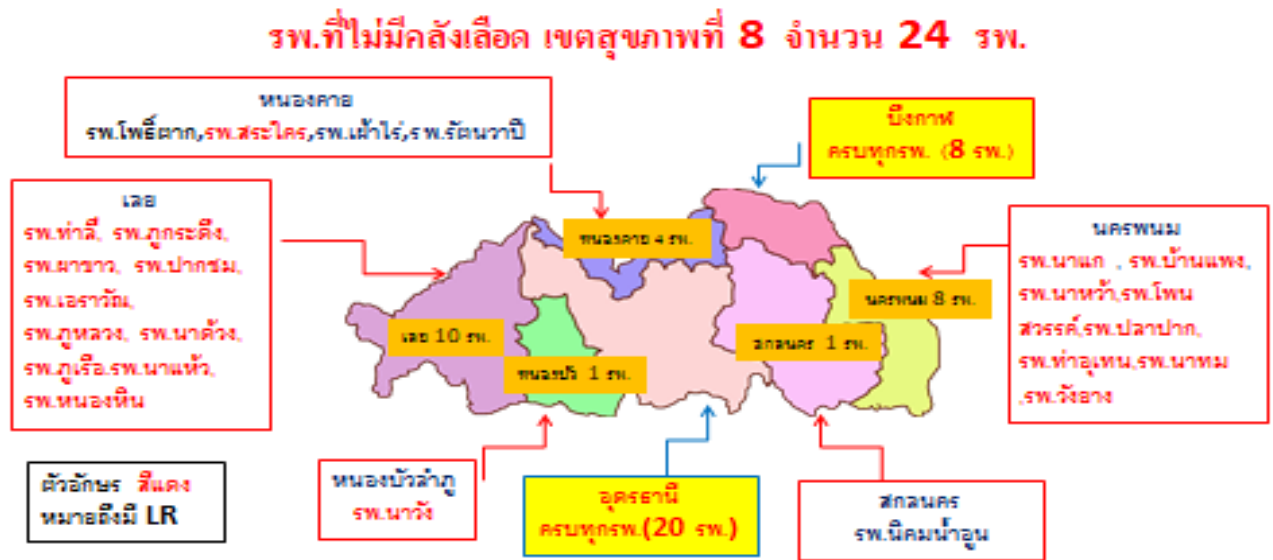 รพ.ที่ไม่มีคลังเลือด เขตสุขภาพที่ 8 จำนวน 24 รพ.
หนองคาย
รพ.โพธิ์ตาก,รพ.สระใคร,รพ.เฝ้าไร่,รพ.รัตนวาปี
บึงกาฬ
ครบทุกรพ. (8 รพ.)
เลย
รพ.ท่าลี่, รพ.ภูกระดึง,
รพ.ผาขาว, รพ.ปากชม,
รพ.เอราวัณ,
รพ.ภูหลวง, รพ.นาด้วง,
รพ.ภูเรือ.รพ.นาแห้ว,
รพ.หนองหิน
นครพนม
รพ.นาแก , รพ.บ้านแพง,
รพ.นาหว้า,รพ.โพน
สวรรค์,รพ.ปลาปาก,
รพ.ท่าอุเทน,รพ.นาทม
,รพ.วังยาง
หนองคาย 4 รพ.
นครพนม 8 รพ.
เลย 10 รพ.
สกลนคร 1 รพ.
หนองบัว 1 รพ.
ตัวอักษร สีแดง
หมายถึงมี LR
หนองบัวลำภู
รพ.นาวัง
อุดรธานี
ครบทุกรพ.(20 รพ.)
สกลนคร
รพ.นิคมน้ำอูน